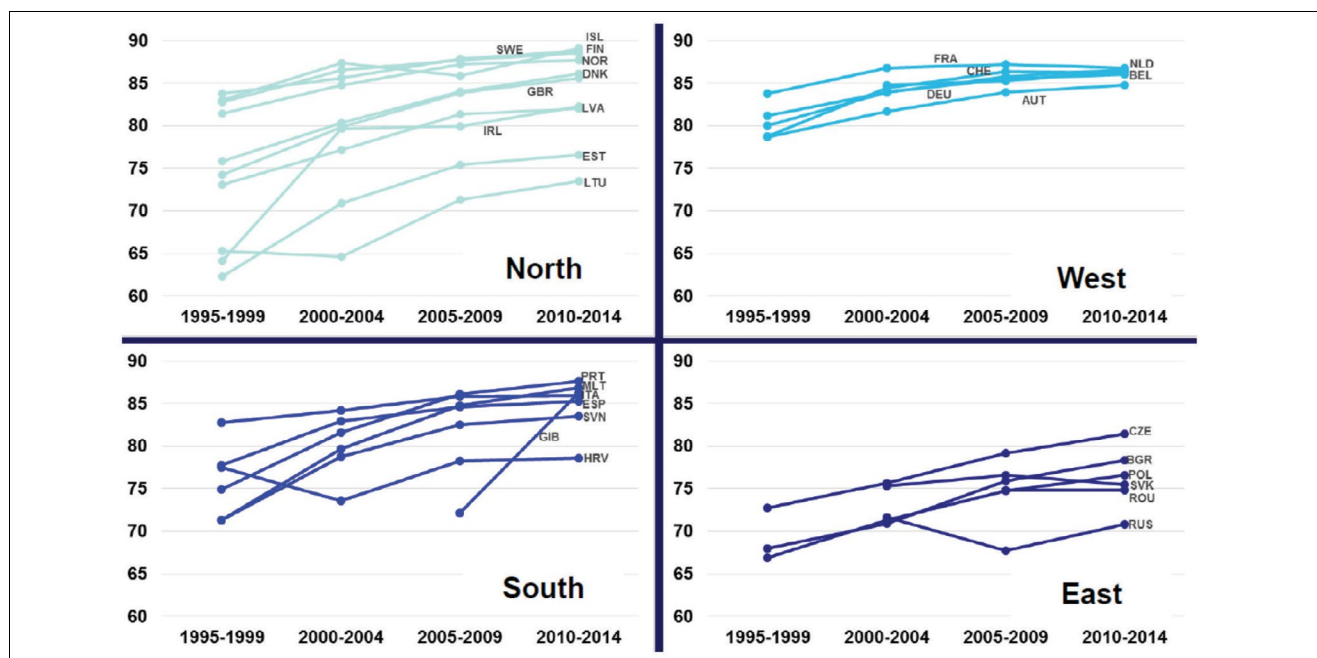 90
85
80
75
70
65
60
SWE
ISL
FIN
NOR
DNK
GBR
LVA
IRL
EST
LTU
North
1995-1999 2000-2004 2005-2009 2010-2014
90
85
80
75
70
65
60
FRA
CHE
NLD
BEL
DEU
AUT
West
1995-1999 2000-2004 2005-2009 2010-2014
90
85
80
75
70
65
60
PRT
MLT
ITA
ESP
SVN
GIB
HRV
South
1995-1999 2000-2004 2005-2009 2010-2014
90
85
80
75
70
65
60
CZE
BGR
POL
SVK
ROU
RUS
East
1995-1999 2000-2004 2005-2009 2010-2014